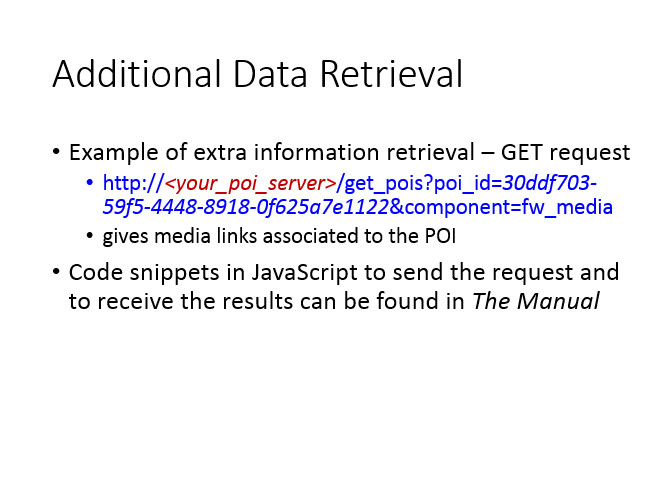 Additional Data Retrieval
• Example of extra information retrieval – GET request
• http://<your_poi_server>/get_pois?poi_id=30ddf703-
59f5-4448-8918-0f625a7e1122&component=fw_media
• gives media links associated to the POI
• Code snippets in JavaScript to send the request and
to receive the results can be found in The Manual